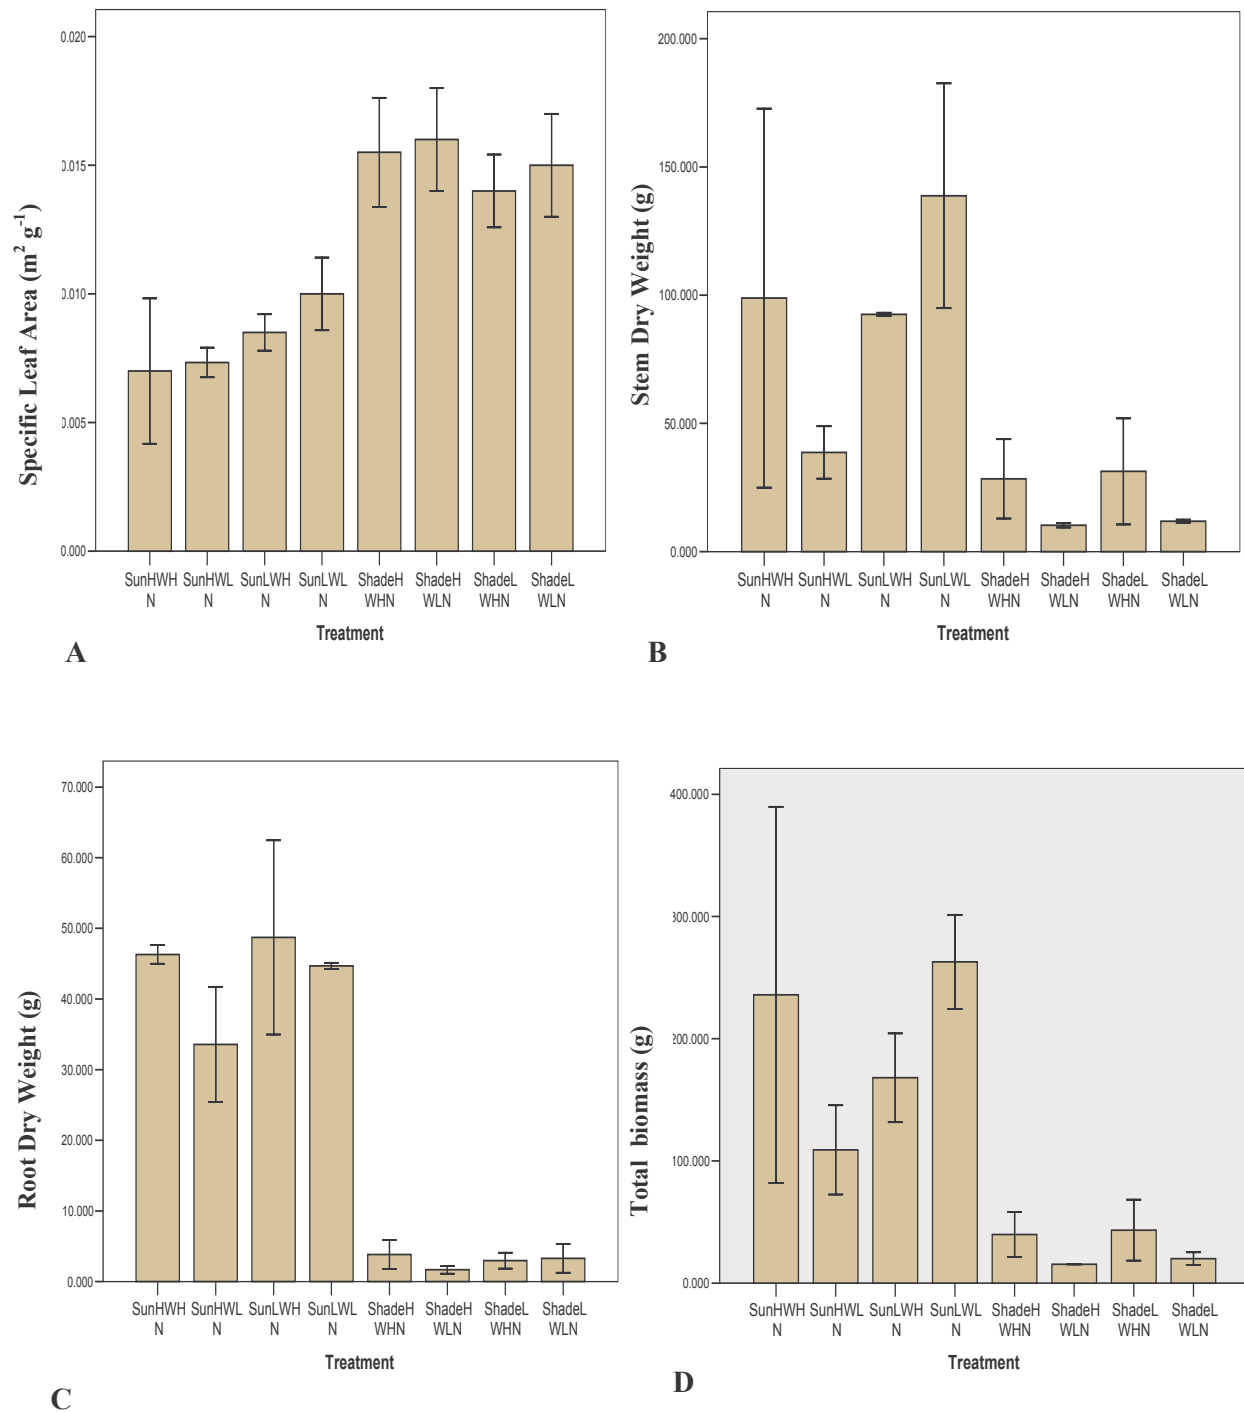 0.020
0.015
0.010
0.005
0.000
Specific Leaf Area (m² g⁻¹)
SunHWH SunHWL SunLWH SunLWL ShadeH ShadeH ShadeL ShadeL
N N N N WHN WLN WHN WLN
Treatment
A
200.000
150.000
100.000
50.000
0.000
Stem Dry Weight (g)
SunHWH SunHWL SunLWH SunLWL ShadeH ShadeH ShadeL ShadeL
N N N N WHN WLN WHN WLN
Treatment
B
70.000
60.000
50.000
40.000
30.000
20.000
10.000
0.000
Root Dry Weight (g)
SunHWH SunHWL SunLWH SunLWL ShadeH ShadeH ShadeL ShadeL
N N N N WHN WLN WHN WLN
Treatment
C
400.000
300.000
200.000
100.000
0.000
Total biomass (g)
SunHWH SunHWL SunLWH SunLWL ShadeH ShadeH ShadeL ShadeL
N N N N WHN WLN WHN WLN
Treatment
D